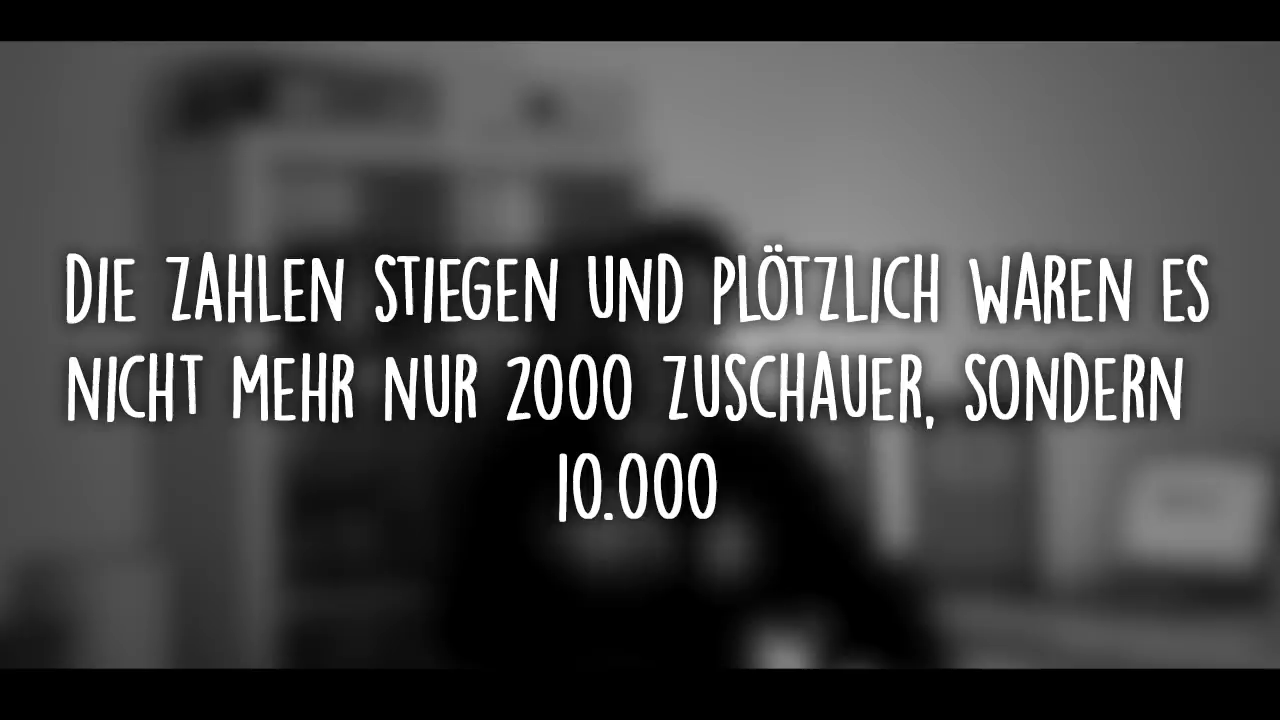 DIE ZAHLEN STIEGEN UND PLÖTZLICH WAREN ES
NICHT MEHR NUR 2000 ZUSCHAUER, SONDERN
10.000